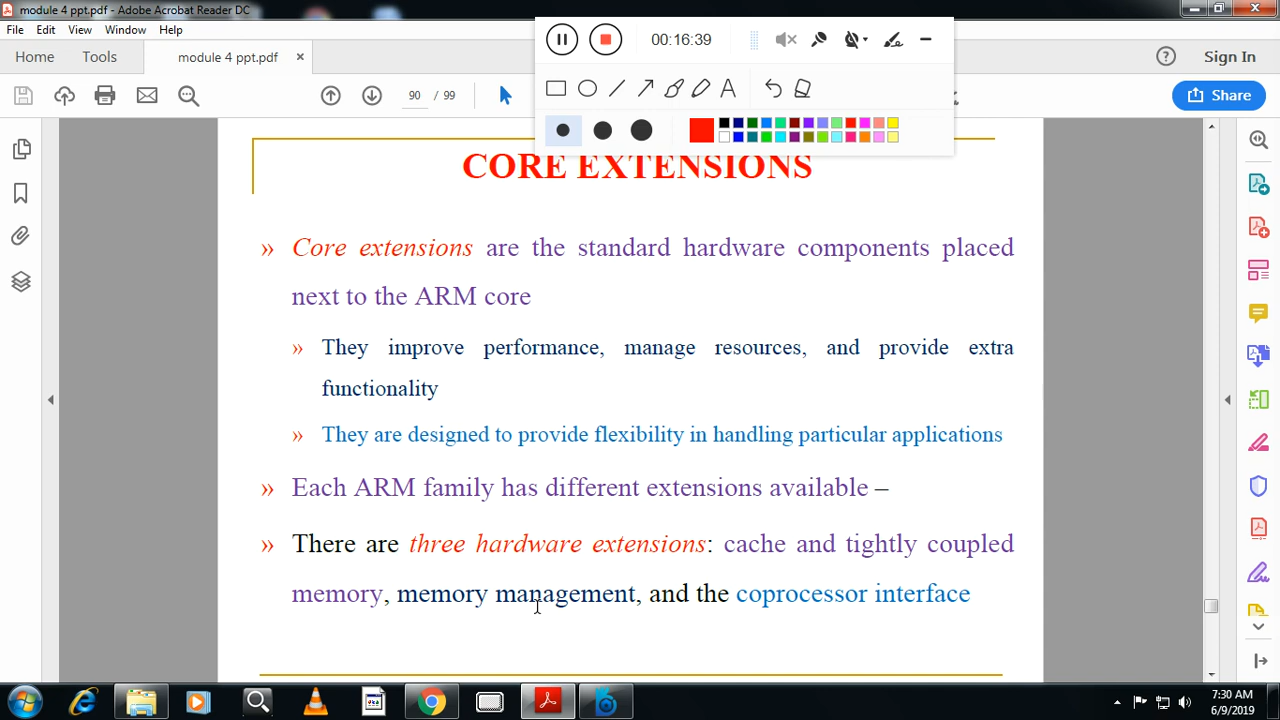 module 4 ppt.pdf - Adobe Acrobat Reader DC
File Edit View Window Help
00:16:39
Home Tools module 4 ppt.pdf × Sign In
90 / 99 Share
CORE EXTENSIONS
» Core extensions are the standard hardware components placed
next to the ARM core
» They improve performance, manage resources, and provide extra
functionality
» They are designed to provide flexibility in handling particular applications
» Each ARM family has different extensions available –
» There are three hardware extensions: cache and tightly coupled
memory, memory management, and the coprocessor interface
7:30 AM
6/9/2019